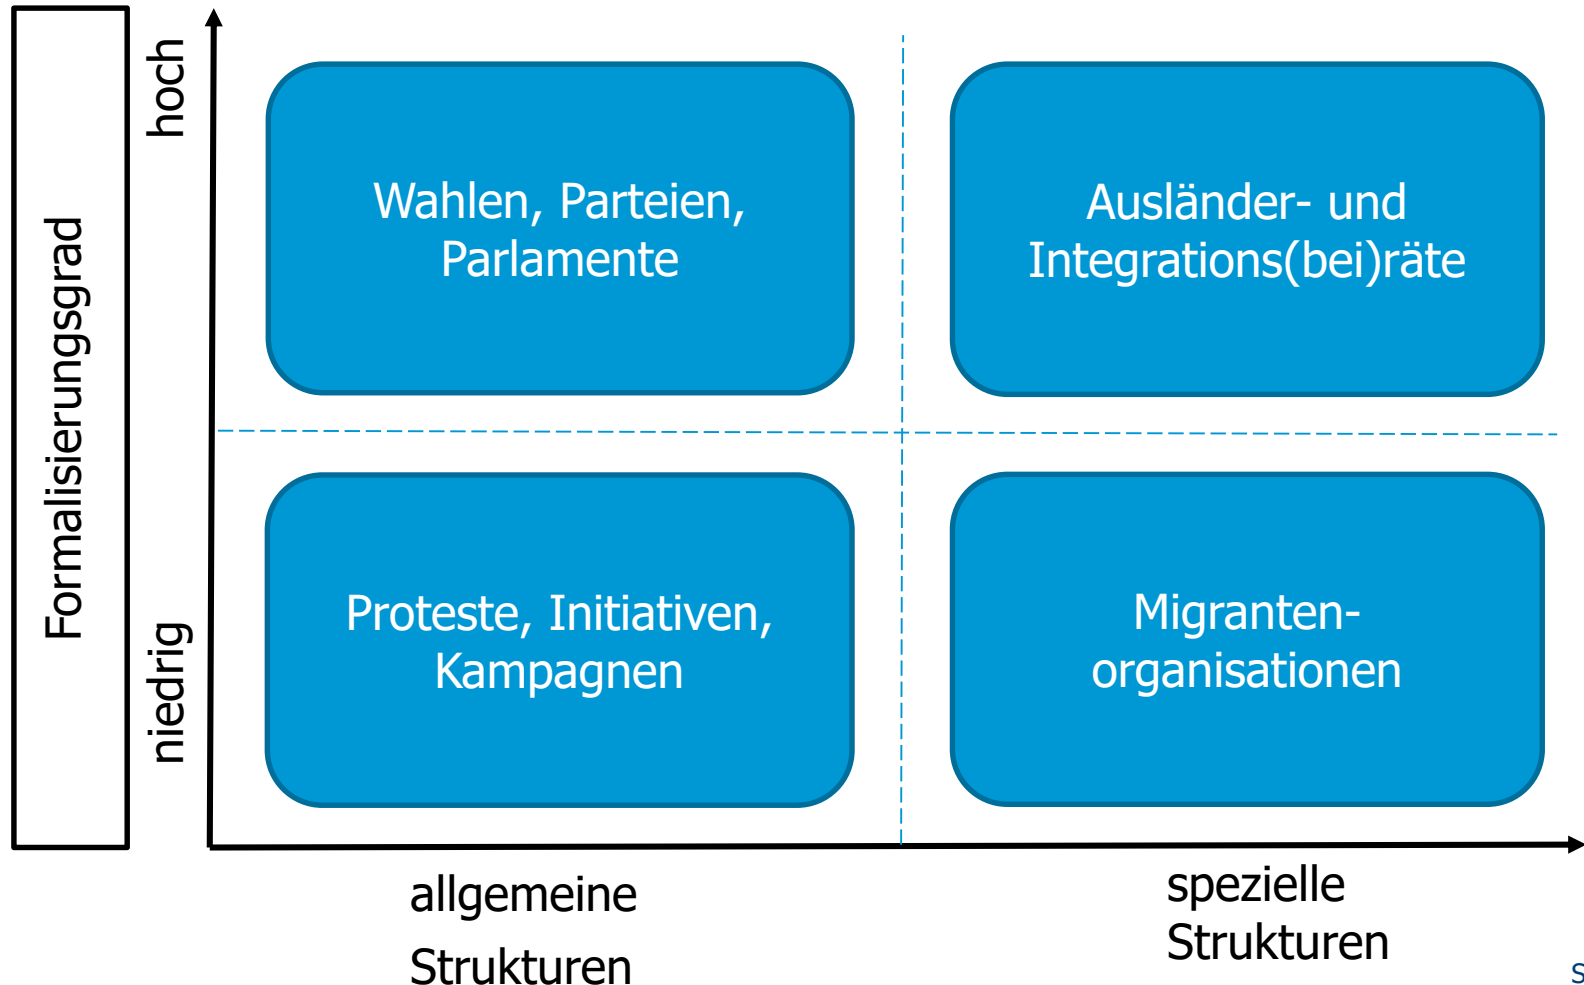 Formalisierungsgrad
hoch
niedrig
Wahlen, Parteien,
Parlamente
Ausländer- und
Integrations(bei)räte
Proteste, Initiativen,
Kampagnen
Migranten-
organisationen
allgemeine
Strukturen
spezielle
Strukturen